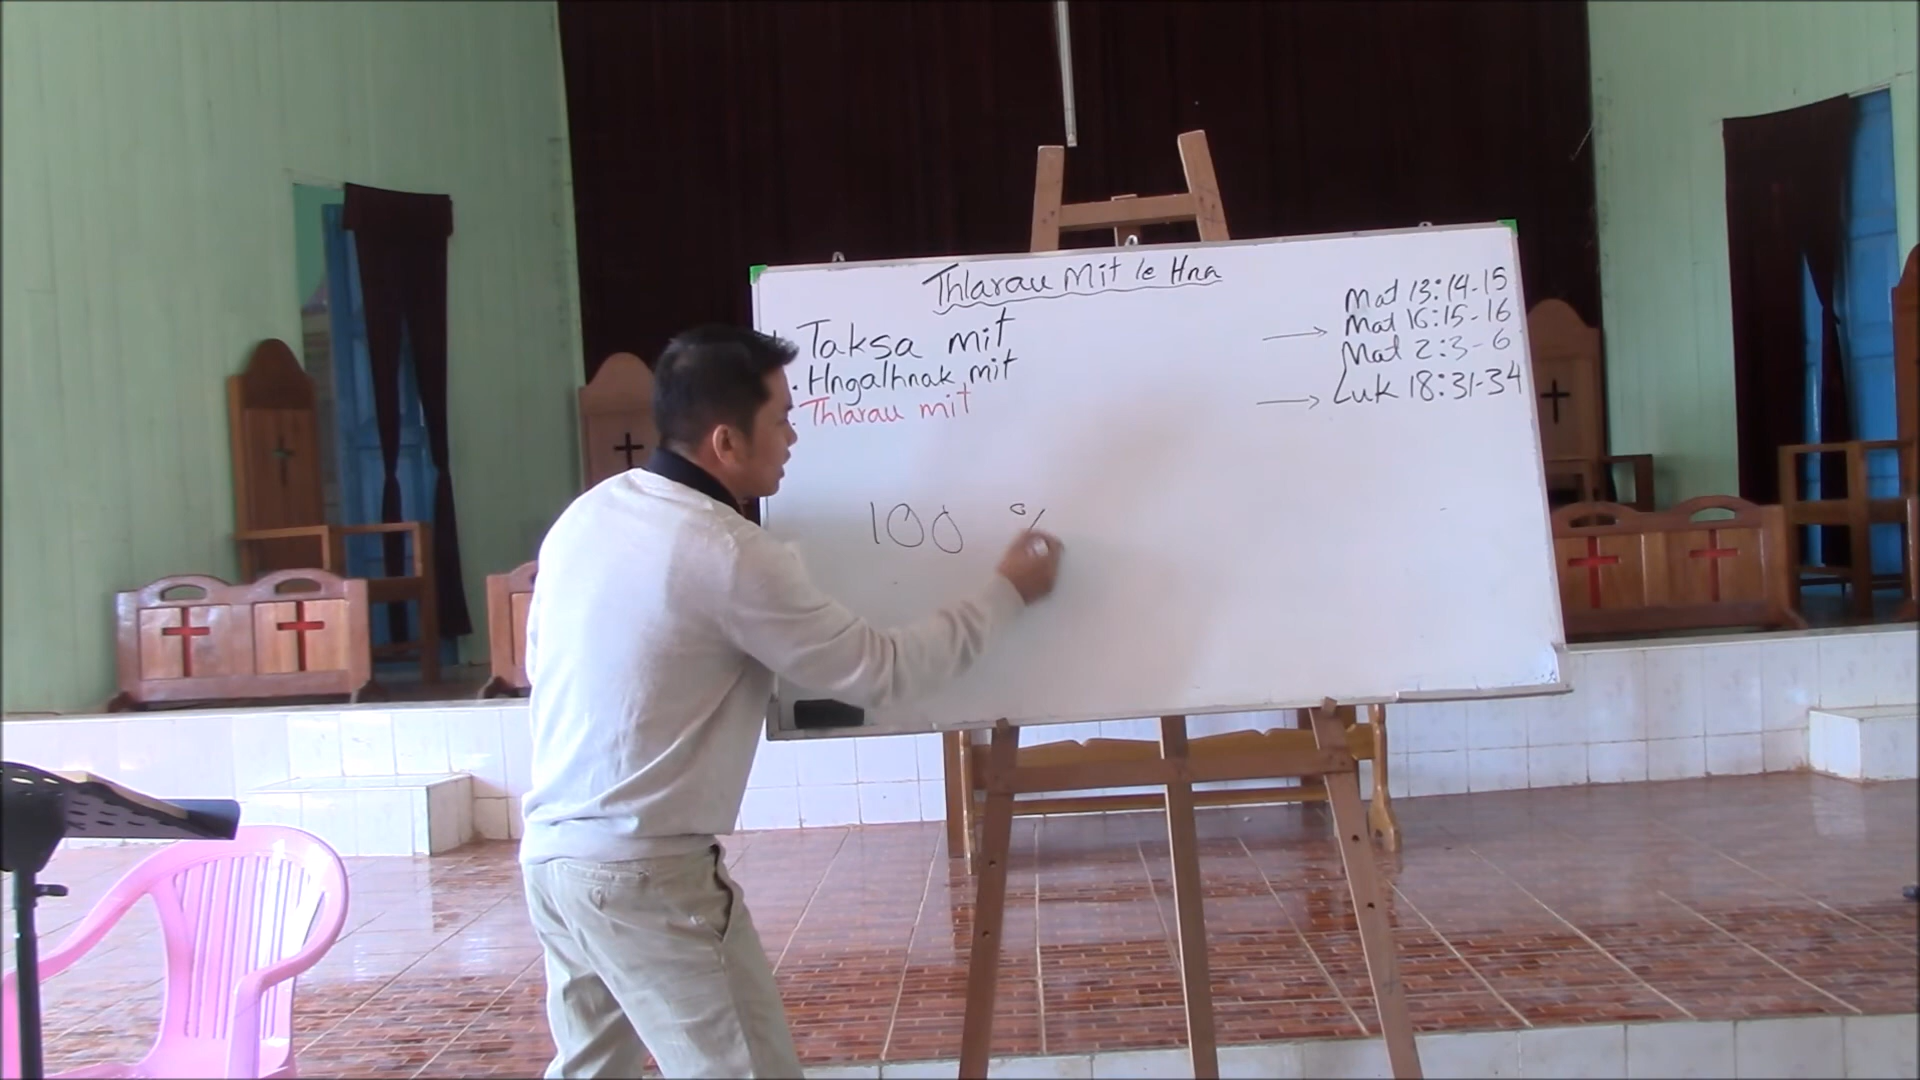 Thlarau Mit le Hna
Taksa mit
. Hngalhnak mit
. Thlarau mit
100 %
Mat 13:14-15
→ Mat 16:15-16
Mat 2:3-6
→ Luk 18:31-34